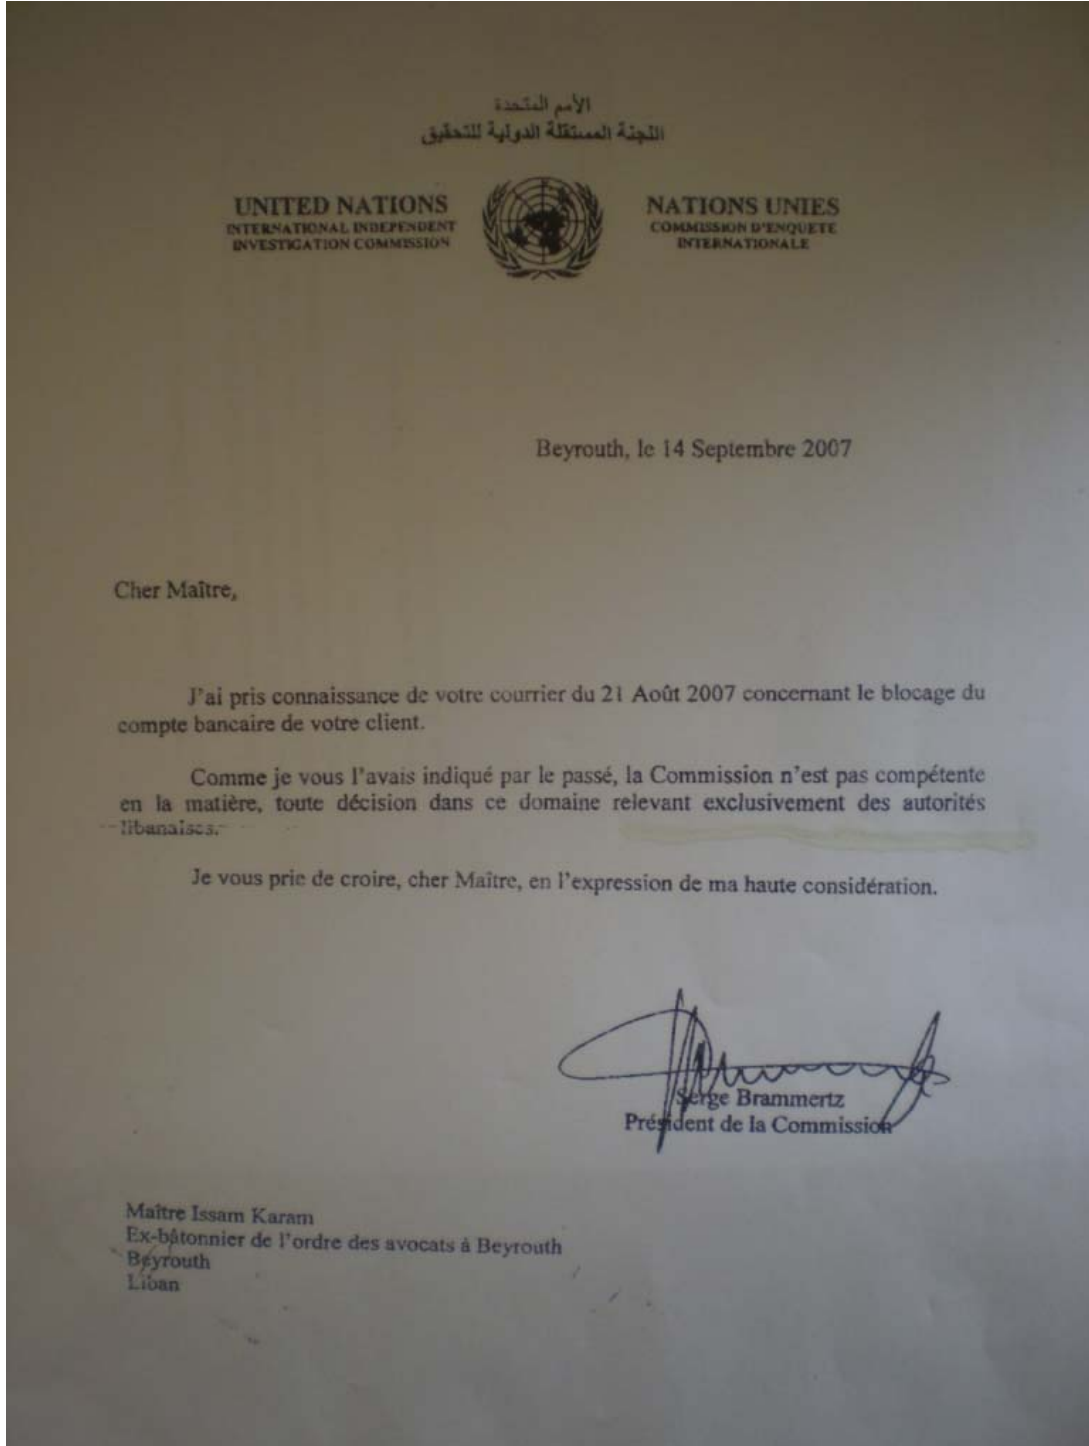 الأمم المتحدة
اللجنة المستقلة الدولية للتحقيق
UNITED NATIONS
INTERNATIONAL INDEPENDENT
INVESTIGATION COMMISSION
NATIONS UNIES
COMMISSION D'ENQUETE
INTERNATIONALE
Beyrouth, le 14 Septembre 2007
Cher Maître,
J'ai pris connaissance de votre courrier du 21 Août 2007 concernant le blocage du
compte bancaire de votre client.
Comme je vous l'avais indiqué par le passé, la Commission n'est pas compétente
en la matière, toute décision dans ce domaine relevant exclusivement des autorités
libanaises.
Je vous prie de croire, cher Maître, en l'expression de ma haute considération.
Serge Brammertz
Président de la Commission
Maître Issam Karam
Ex-bâtonnier de l'ordre des avocats à Beyrouth
Beyrouth
Liban